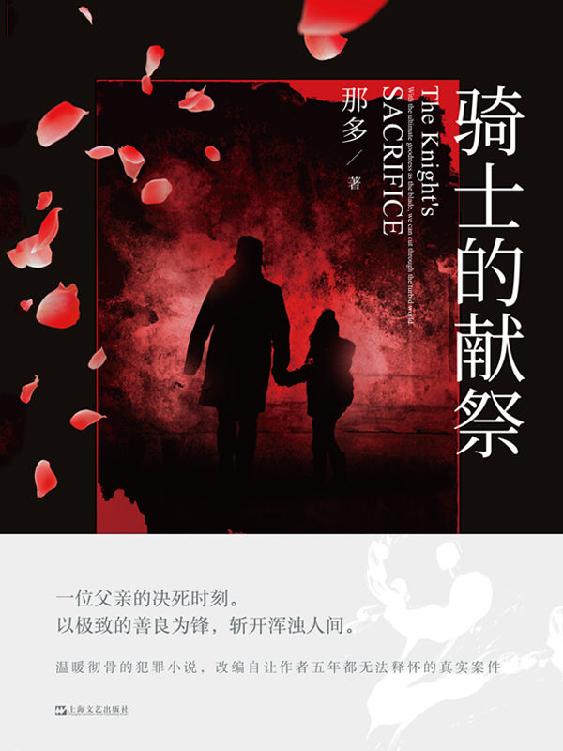 骑士的献祭
The Knight's
SACRIFICE
With the ultimate goodness as the blade, we can cut through the turbid world.
那多／著
一位父亲的决死时刻。
以极致的善良为锋，斩开浑浊人间。
温暖彻骨的犯罪小说，改编自让作者五年都无法释怀的真实案件
上海文艺出版社